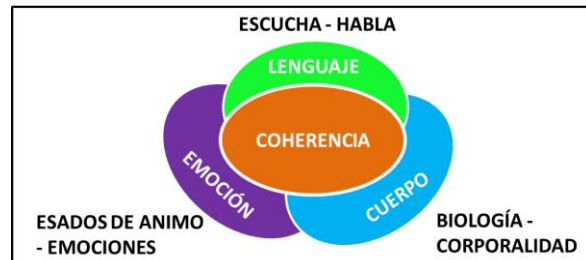 ESCUCHA - HABLA
LENGUAJE
COHERENCIA
EMOCIÓN
CUERPO
ESADOS DE ANIMO
- EMOCIONES
BIOLOGÍA -
CORPORALIDAD